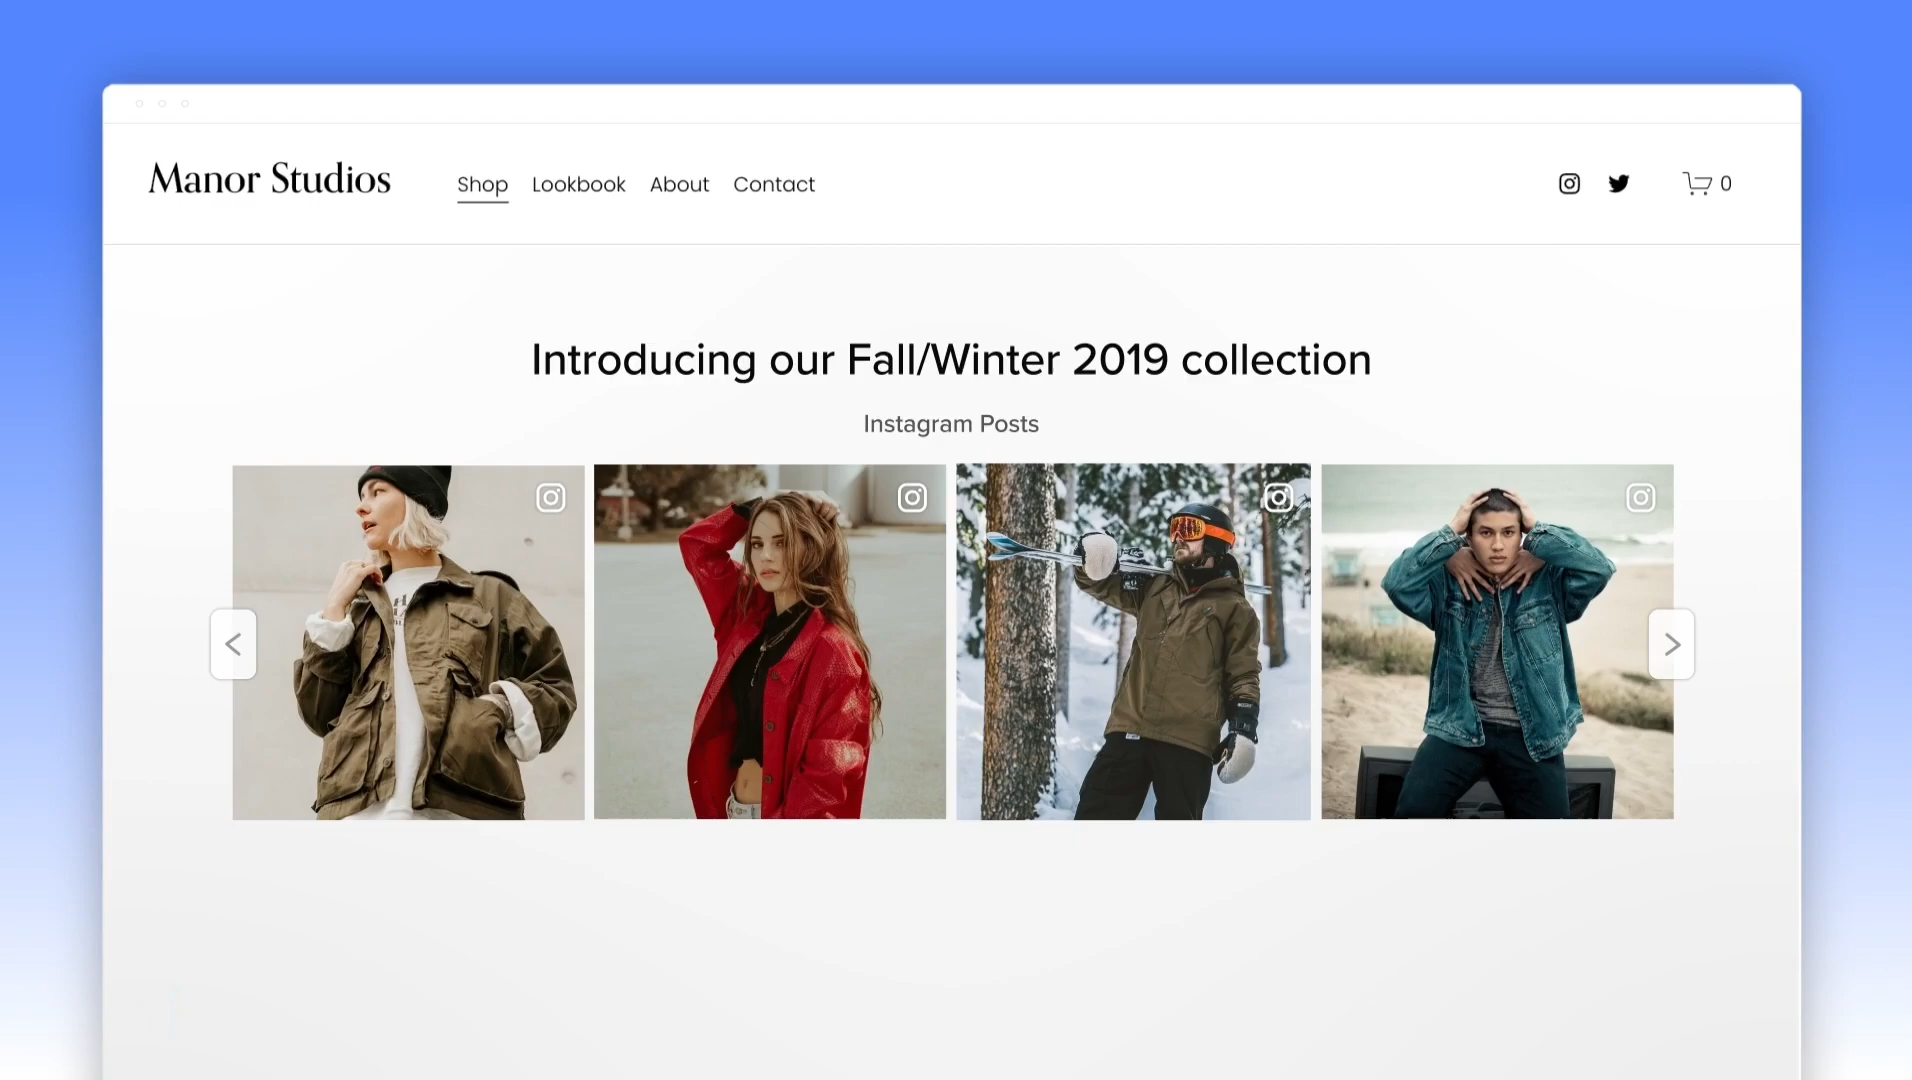 Manor Studios
Shop Lookbook About Contact
0
Introducing our Fall/Winter 2019 collection
Instagram Posts